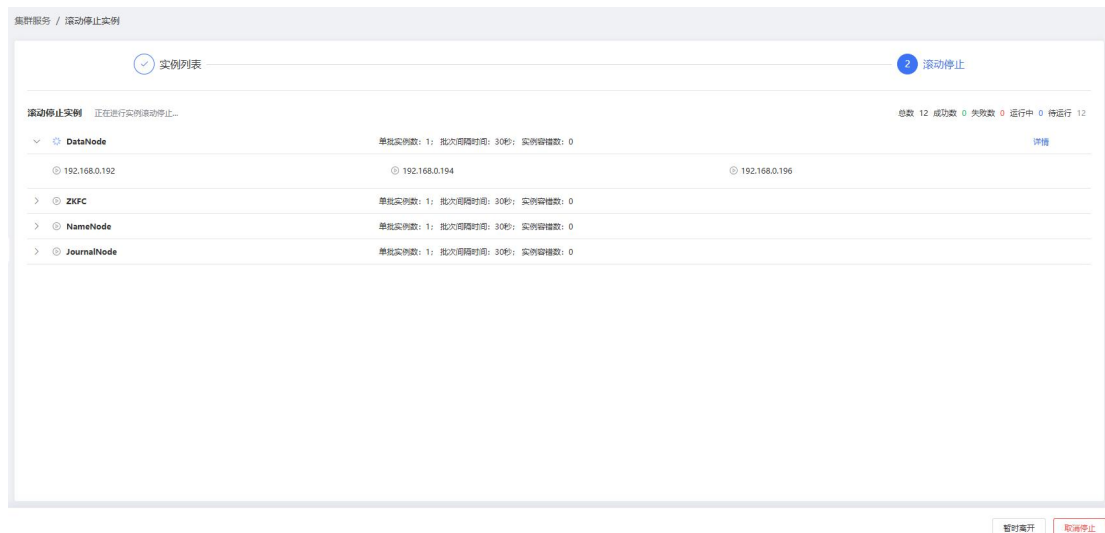 集群服务 / 滚动停止实例
实例列表
2 滚动停止
滚动停止实例 正在进行实例滚动停止... 总数 12 成功数 0 失败数 0 运行中 0 待运行 12
DataNode 单批实例数：1； 批次间隔时间：30秒； 实例容错数：0 详情
192.168.0.192 192.168.0.194 192.168.0.196
ZKFC 单批实例数：1； 批次间隔时间：30秒； 实例容错数：0
NameNode 单批实例数：1； 批次间隔时间：30秒； 实例容错数：0
JournalNode 单批实例数：1； 批次间隔时间：30秒； 实例容错数：0
暂时离开 取消停止